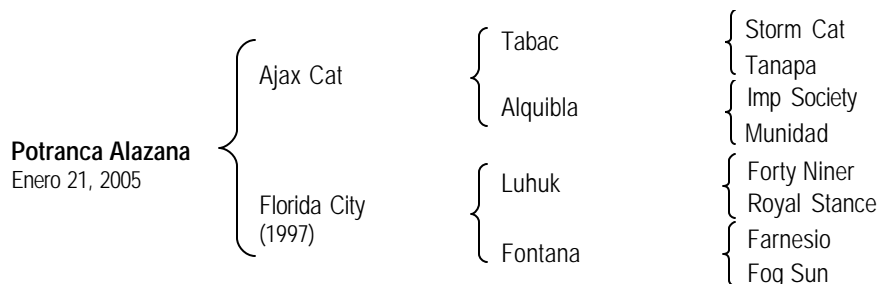 Storm Cat
Tabac
Tanapa
Ajax Cat
Imp Society
Alquibla
Munidad
Potranca Alazana
Enero 21, 2005
Forty Niner
Luhuk
Royal Stance
Florida City
(1997)
Farnesio
Fontana
Fog Sun